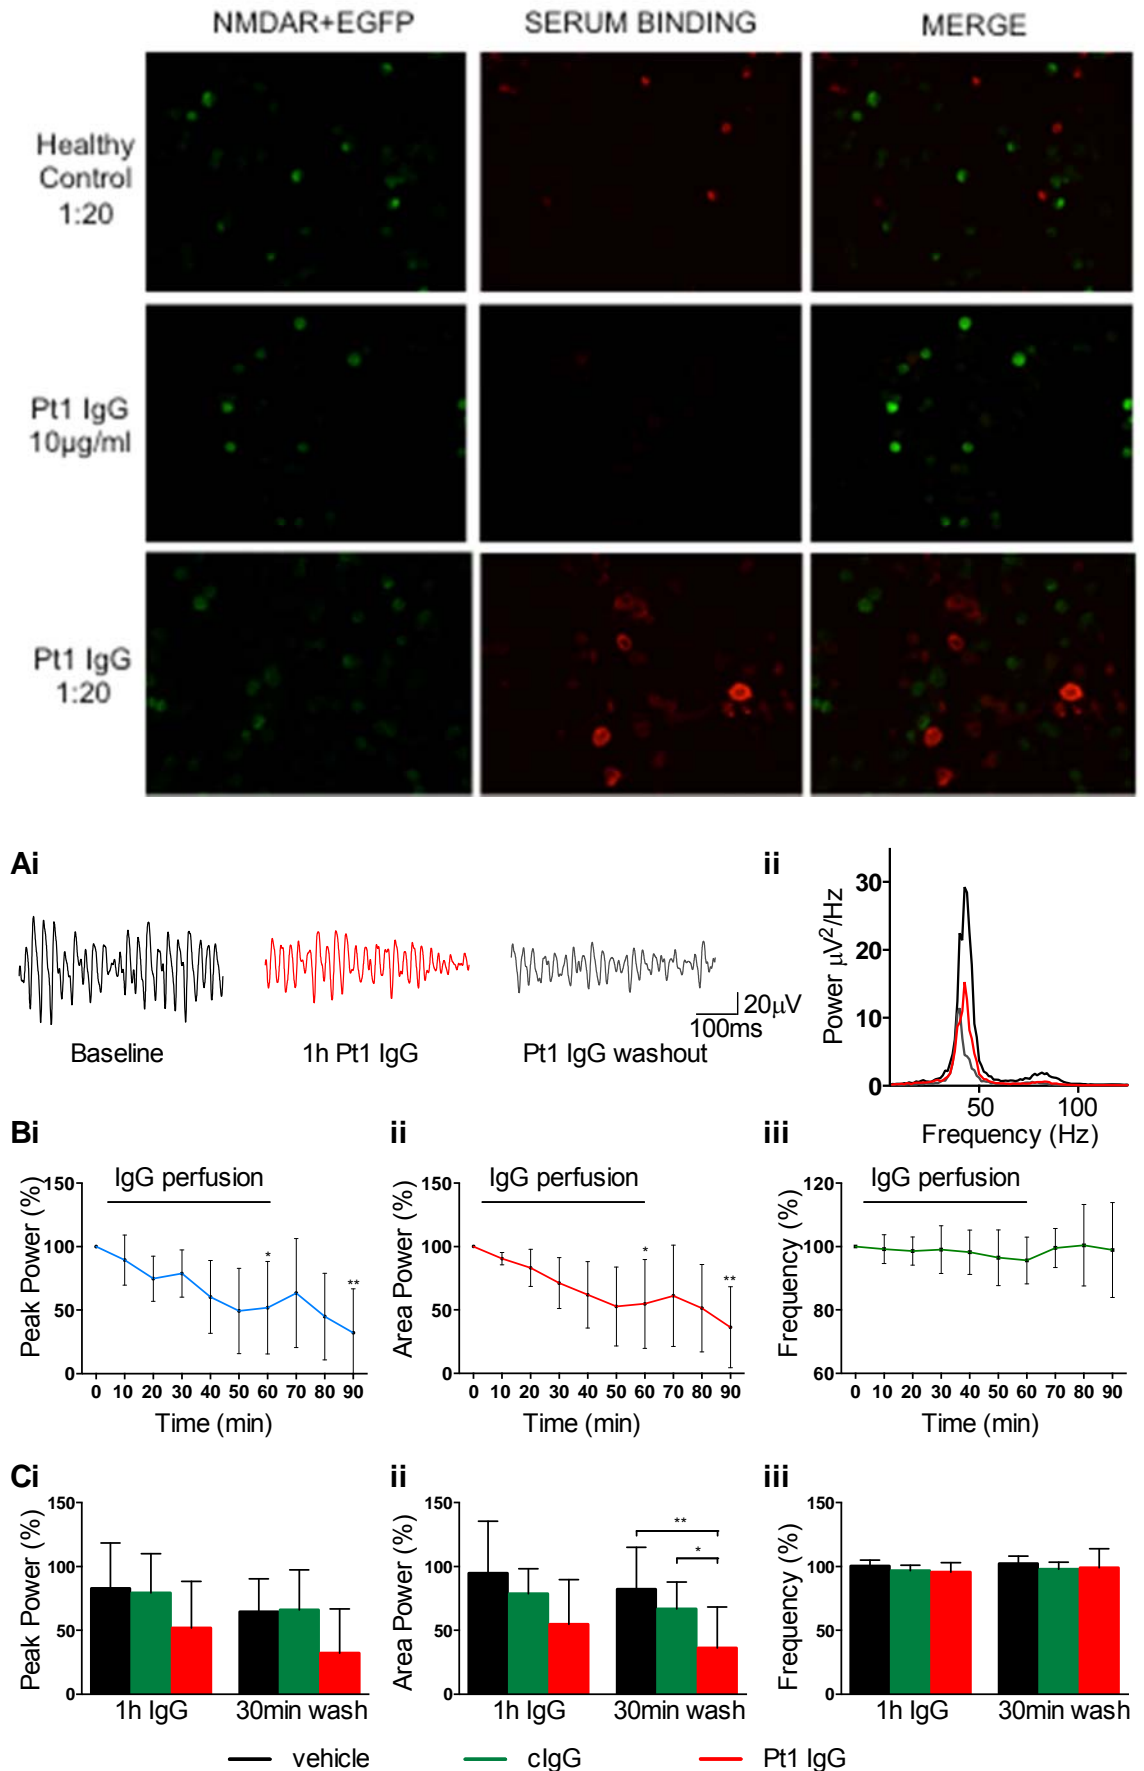 NMDAR+EGFP SERUM BINDING MERGE
Healthy
Control
1:20
Pt1 IgG
10µg/ml
Pt1 IgG
1:20
Ai
Baseline
1h Pt1 IgG
Pt1 IgG washout
20µV
100ms
ii
Power µV²/Hz
30
20
10
0
50 100
Frequency (Hz)
Bi
IgG perfusion
Peak Power (%)
150
100
50
0
*
**
0 10 20 30 40 50 60 70 80 90
Time (min)
ii
IgG perfusion
Area Power (%)
150
100
50
0
*
**
0 10 20 30 40 50 60 70 80 90
Time (min)
iii
IgG perfusion
Frequency (%)
120
100
80
60
0 10 20 30 40 50 60 70 80 90
Time (min)
Ci
Peak Power (%)
150
100
50
0
1h IgG 30min wash
ii
Area Power (%)
150
100
50
0
**
*
1h IgG 30min wash
iii
Frequency (%)
150
100
50
0
1h IgG 30min wash
vehicle cIgG Pt1 IgG